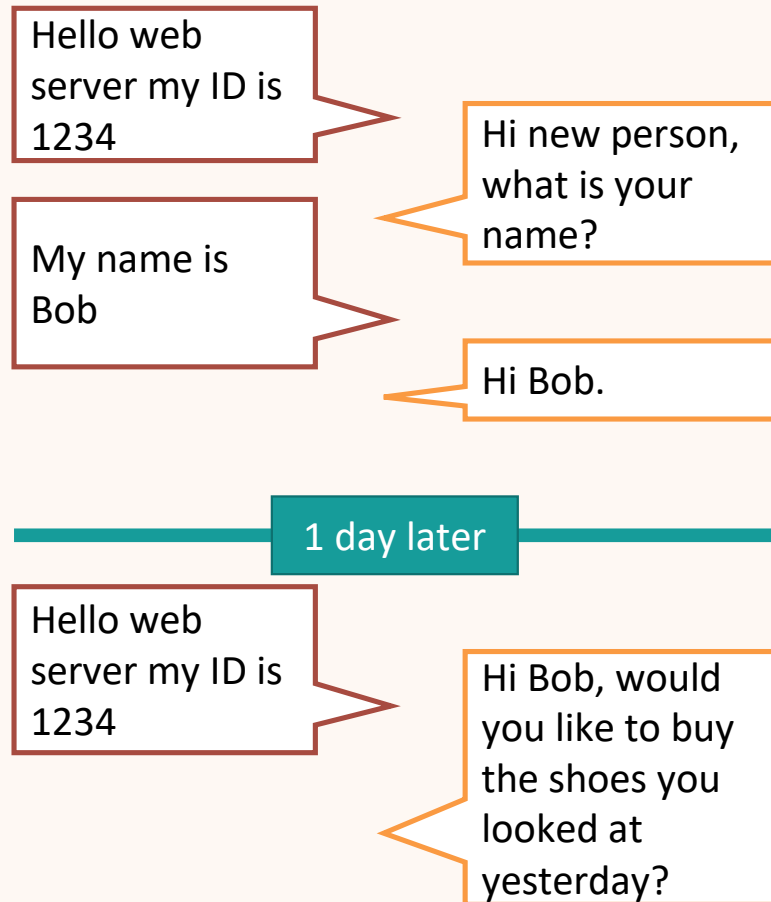 Hello web
server my ID is
1234
Hi new person,
what is your
name?
My name is
Bob
Hi Bob.
1 day later
Hello web
server my ID is
1234
Hi Bob, would
you like to buy
the shoes you
looked at
yesterday?